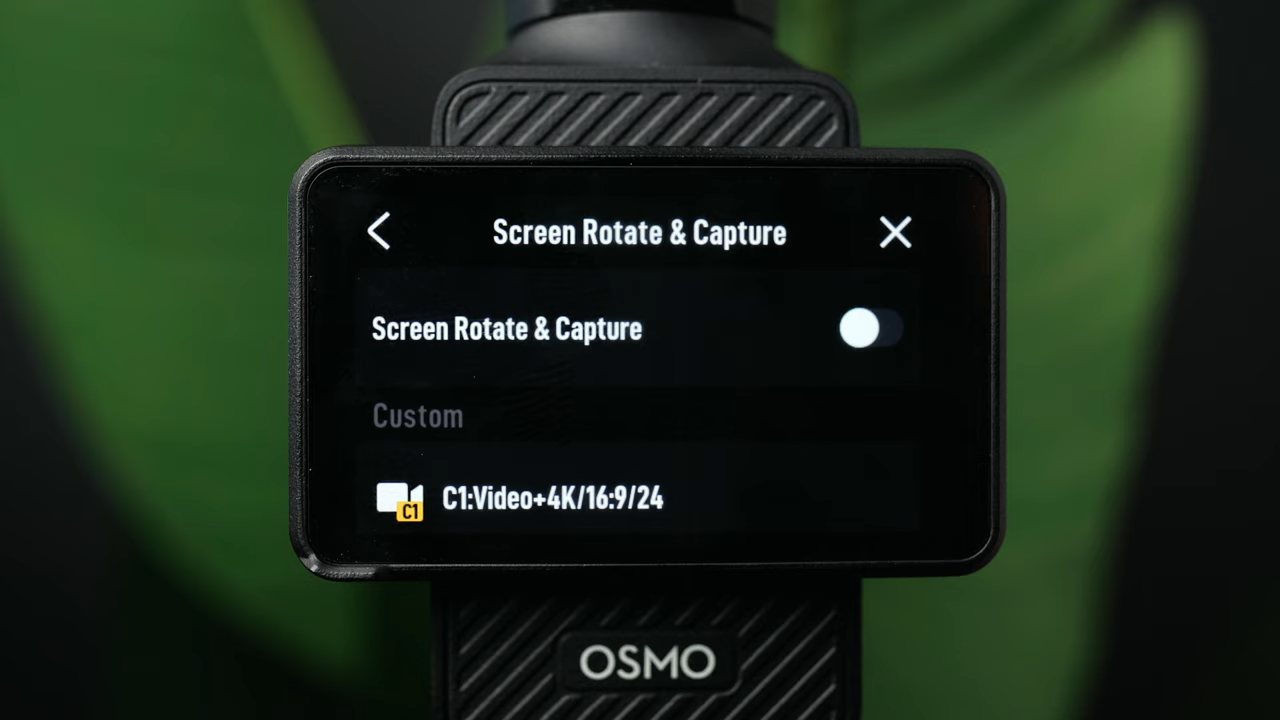 Screen Rotate & Capture
Screen Rotate & Capture
Custom
C1
C1:Video+4K/16:9/24
OSMO